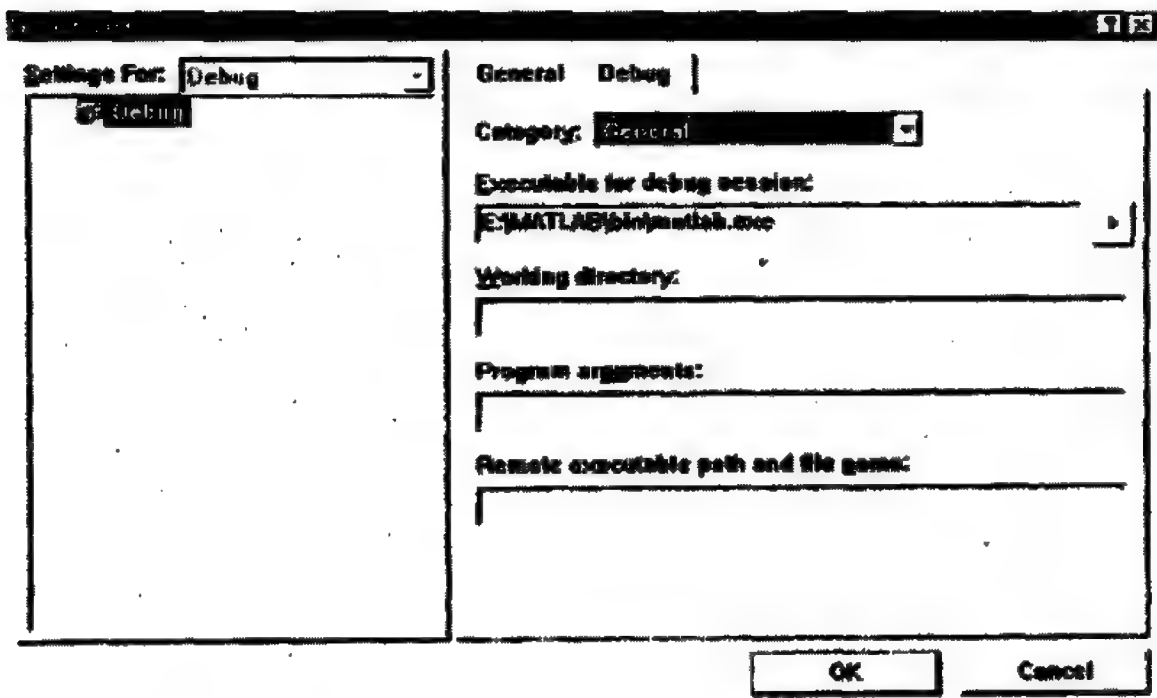 Settings For: Debug
Debug
General Debug
Category: General
Executable for debug session:
E:\MATLAB\bin\matlab.exe
Working directory:
Program arguments:
Remote executable path and file name:
OK Cancel